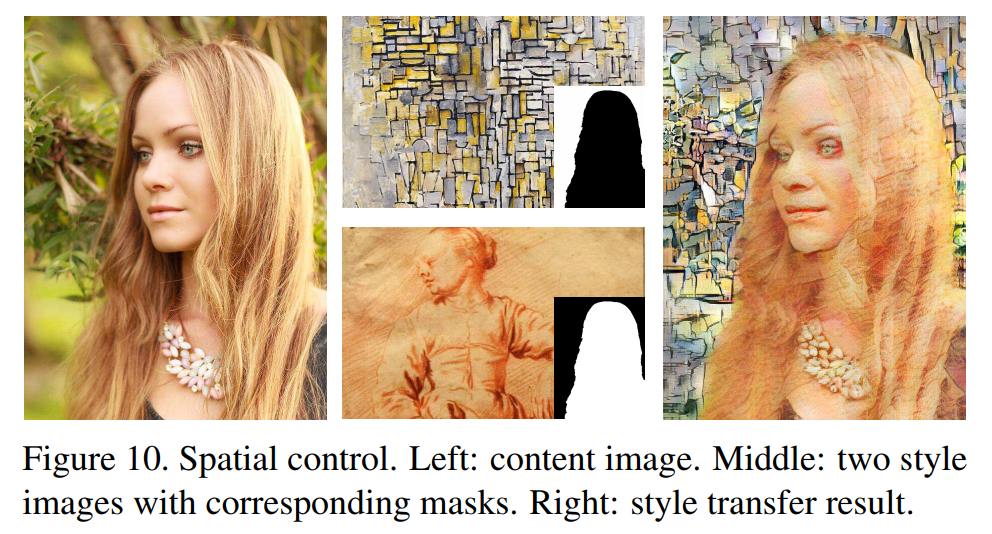 Figure 10. Spatial control. Left: content image. Middle: two style
images with corresponding masks. Right: style transfer result.